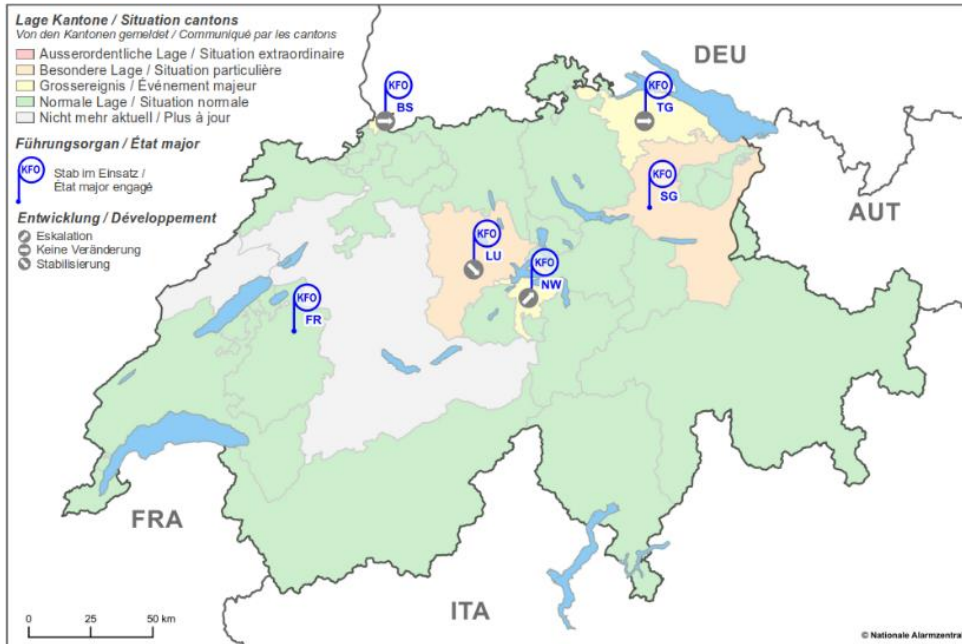 Lage Kantone / Situation cantons
Von den Kantonen gemeldet / Communiqué par les cantons
Ausserordentliche Lage / Situation extraordinaire
Besondere Lage / Situation particulière
Grossereignis / Événement majeur
Normale Lage / Situation normale
Nicht mehr aktuell / Plus à jour
Führungsorgan / État major
KFO
Stab im Einsatz /
État major engagé
Entwicklung / Développement
Eskalation
Keine Veränderung
Stabilisierung
DEU
KFO
BS
KFO
TG
KFO
SG
AUT
KFO
LU
KFO
NW
KFO
FR
FRA
ITA
0 25 50 km
© Nationale Alarmzentra